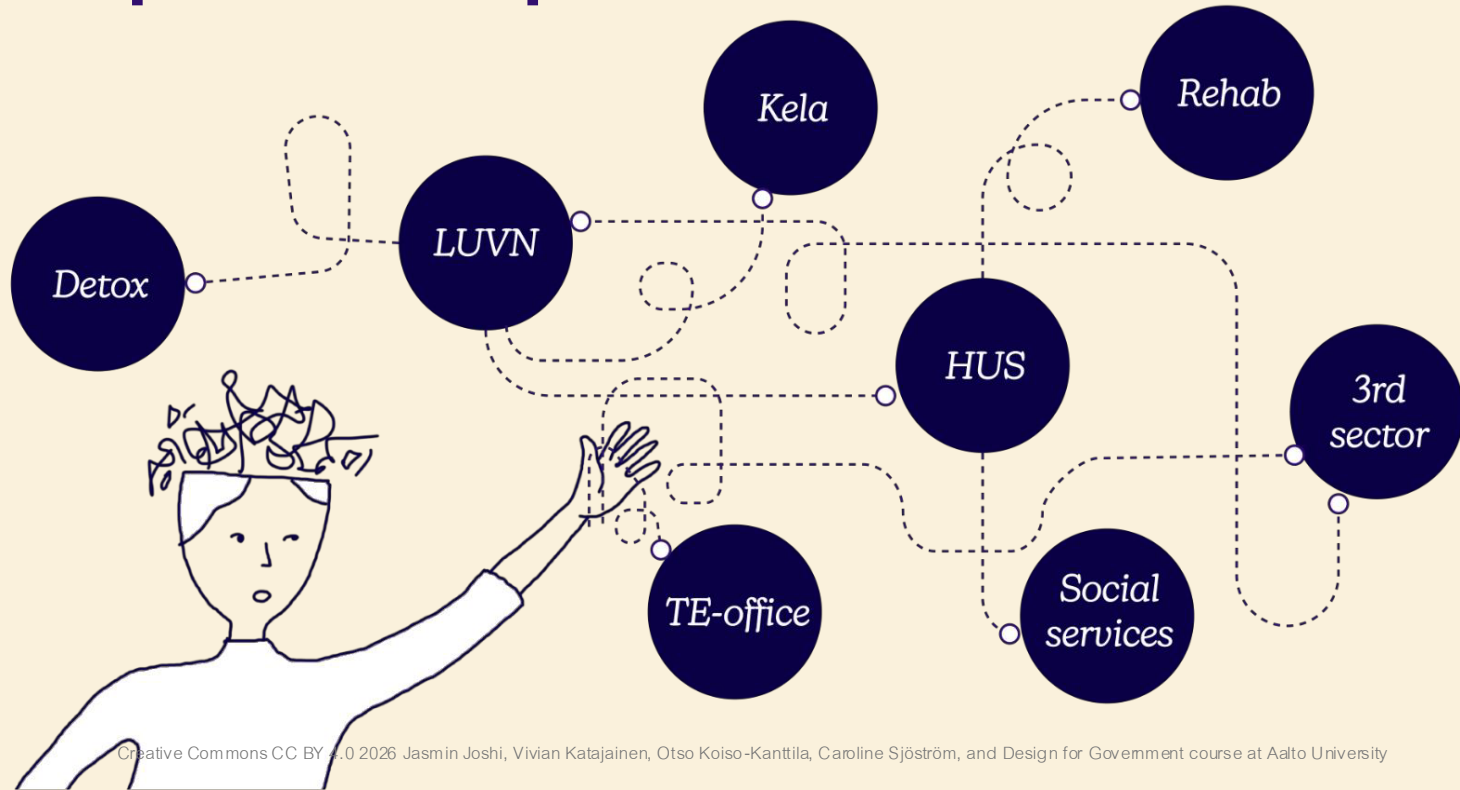 Kela
Rehab
LUVN
Detox
HUS
3rd
sector
TE-office
Social
services
Creative Commons CC BY 4.0 2026 Jasmin Joshi, Vivian Katajainen, Otso Koiso-Kanttila, Caroline Sjöström, and Design for Government course at Aalto University